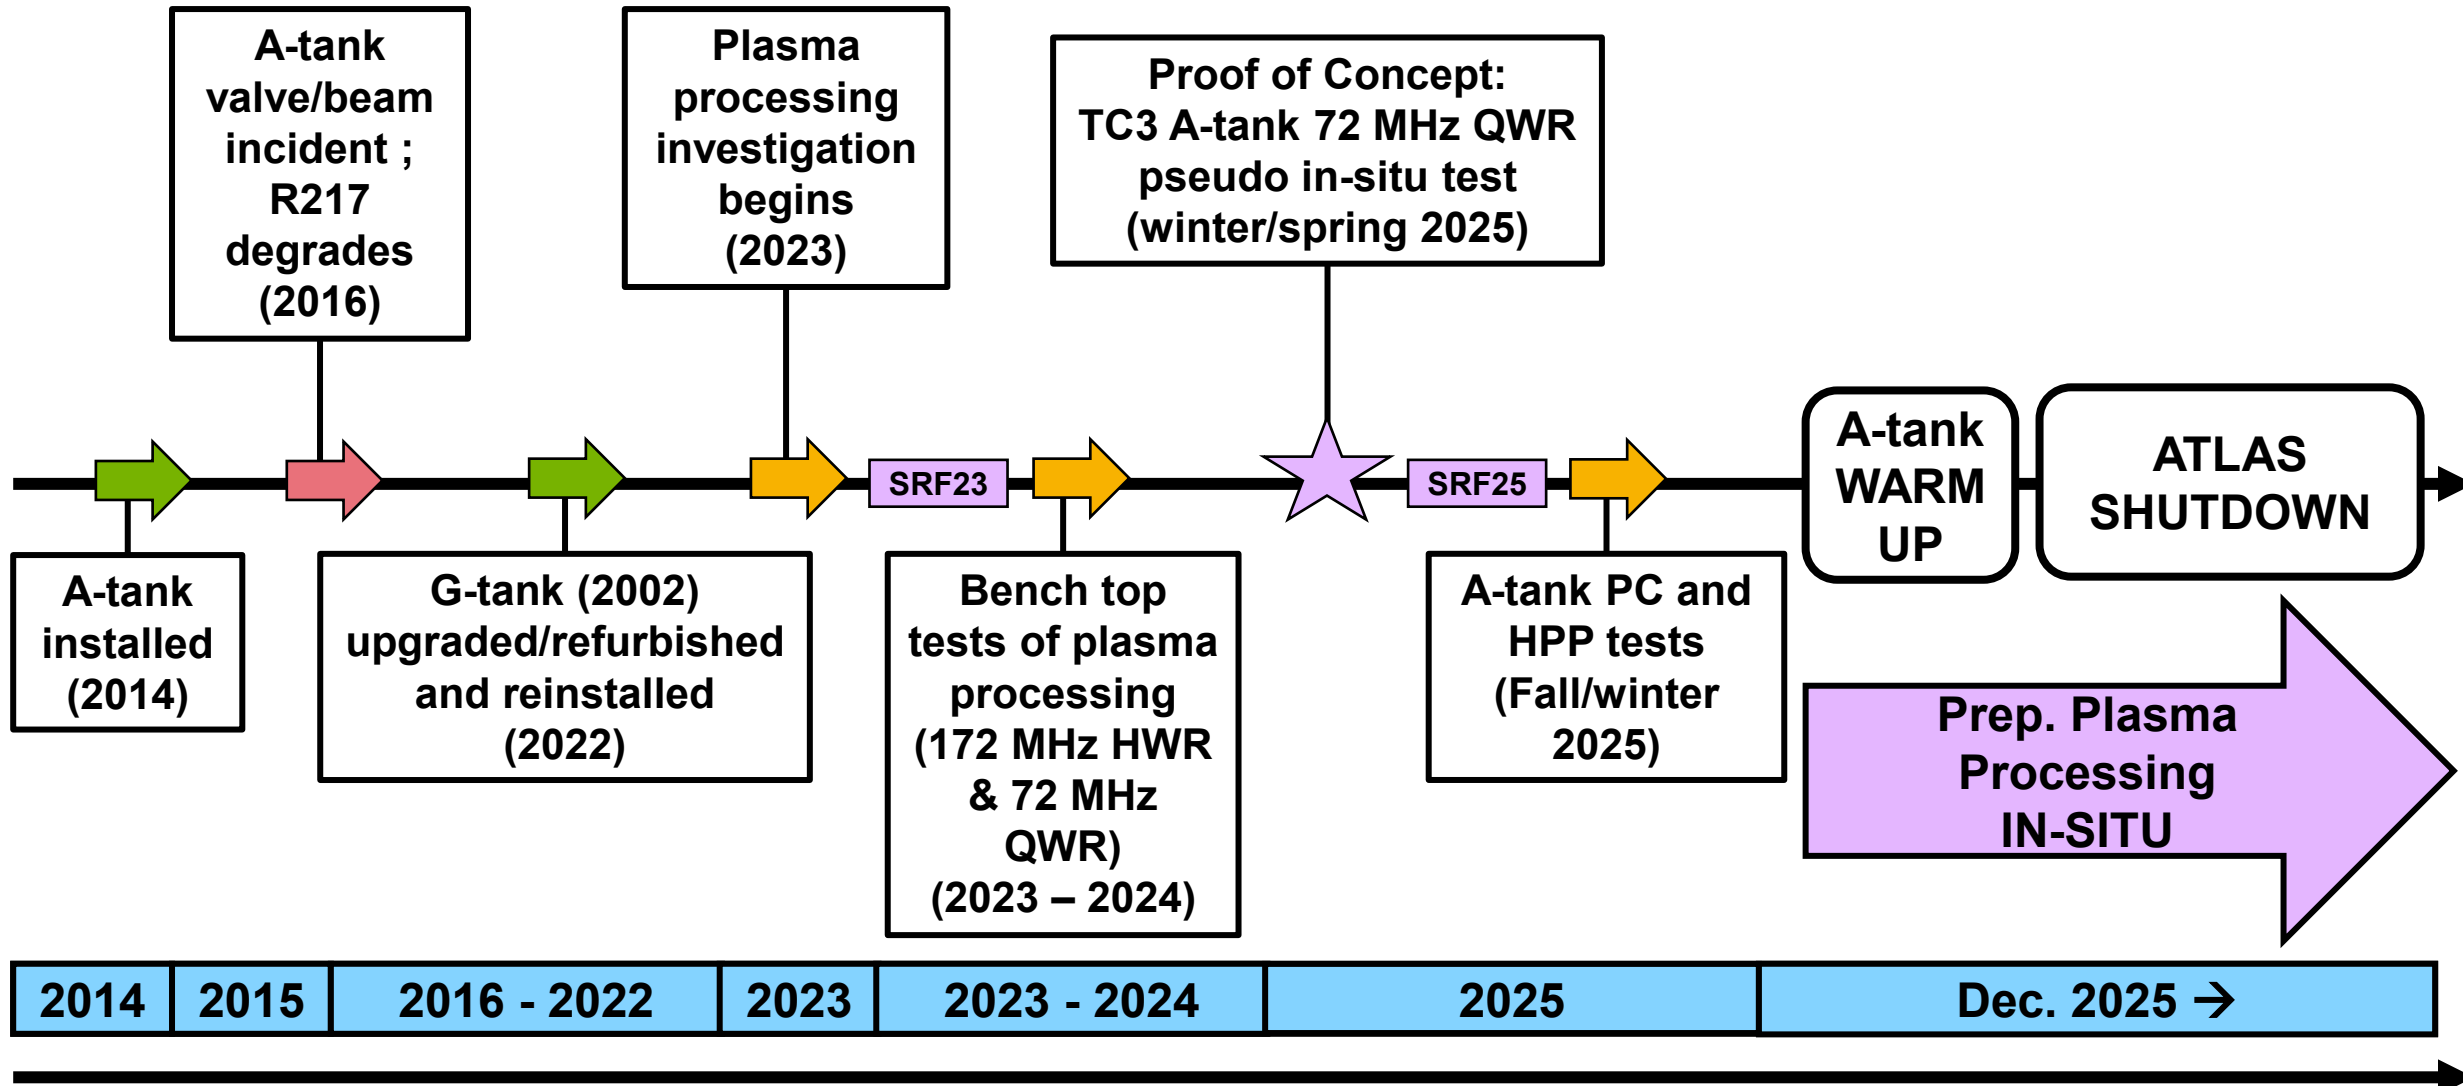 A-tank
valve/beam
incident ;
R217
degrades
(2016)
Plasma
processing
investigation
begins
(2023)
Proof of Concept:
TC3 A-tank 72 MHz QWR
pseudo in-situ test
(winter/spring 2025)
SRF23
SRF25
A-tank
WARM
UP
ATLAS
SHUTDOWN
A-tank
installed
(2014)
G-tank (2002)
upgraded/refurbished
and reinstalled
(2022)
Bench top
tests of plasma
processing
(172 MHz HWR
& 72 MHz
QWR)
(2023 – 2024)
A-tank PC and
HPP tests
(Fall/winter
2025)
Prep. Plasma
Processing
IN-SITU
2014
2015
2016 - 2022
2023
2023 - 2024
2025
Dec. 2025 →